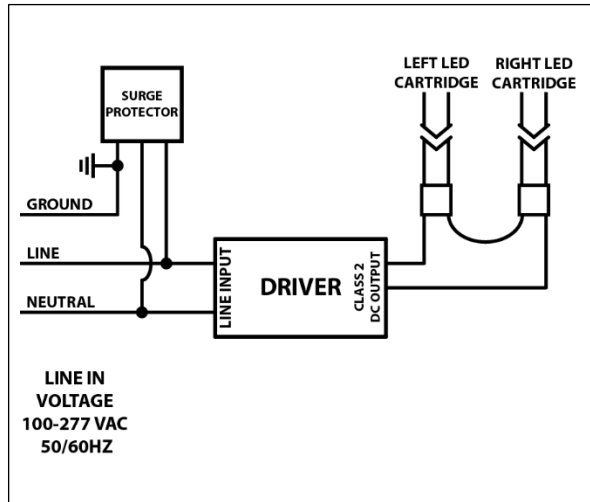 SURGE
PROTECTOR
LEFT LED
CARTRIDGE
RIGHT LED
CARTRIDGE
GROUND
LINE
NEUTRAL
LINE INPUT
DRIVER
CLASS 2
DC OUTPUT
LINE IN
VOLTAGE
100-277 VAC
50/60HZ